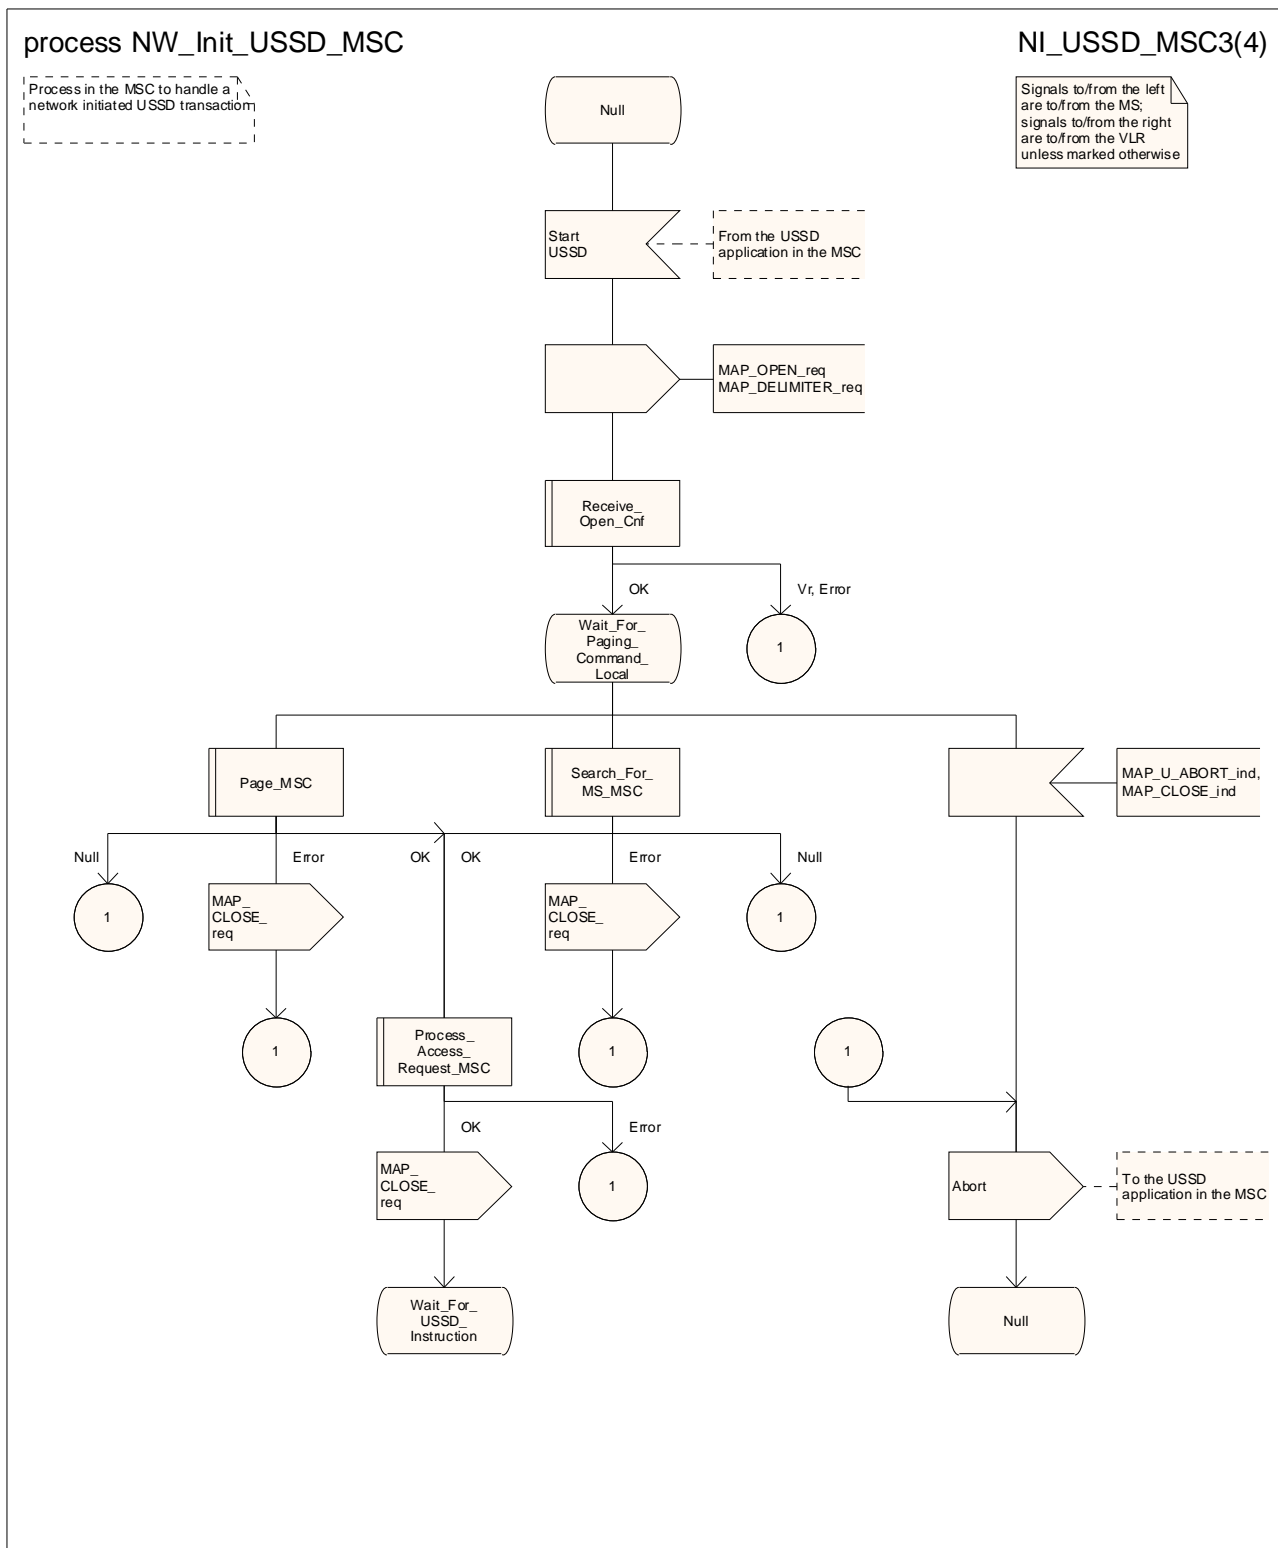 process NW_Init_USSD_MSC
NI_USSD_MSC3(4)
Process in the MSC to handle a
network initiated USSD transaction
Signals to/from the left
are to/from the MS;
signals to/from the right
are to/from the VLR
unless marked otherwise
Null
Start
USSD
From the USSD
application in the MSC
MAP_OPEN_req
MAP_DELIMITER_req
Receive_
Open_Cnf
OK
Vr, Error
Wait_For_
Paging_
Command_
Local
1
Page_MSC
Search_For_
MS_MSC
MAP_U_ABORT_ind,
MAP_CLOSE_ind
Null
Error
OK
OK
Error
Null
1
MAP_
CLOSE_
req
MAP_
CLOSE_
req
1
1
Process_
Access_
Request_MSC
1
1
OK
Error
MAP_
CLOSE_
req
1
Abort
To the USSD
application in the MSC
Wait_For_
USSD_
Instruction
Null